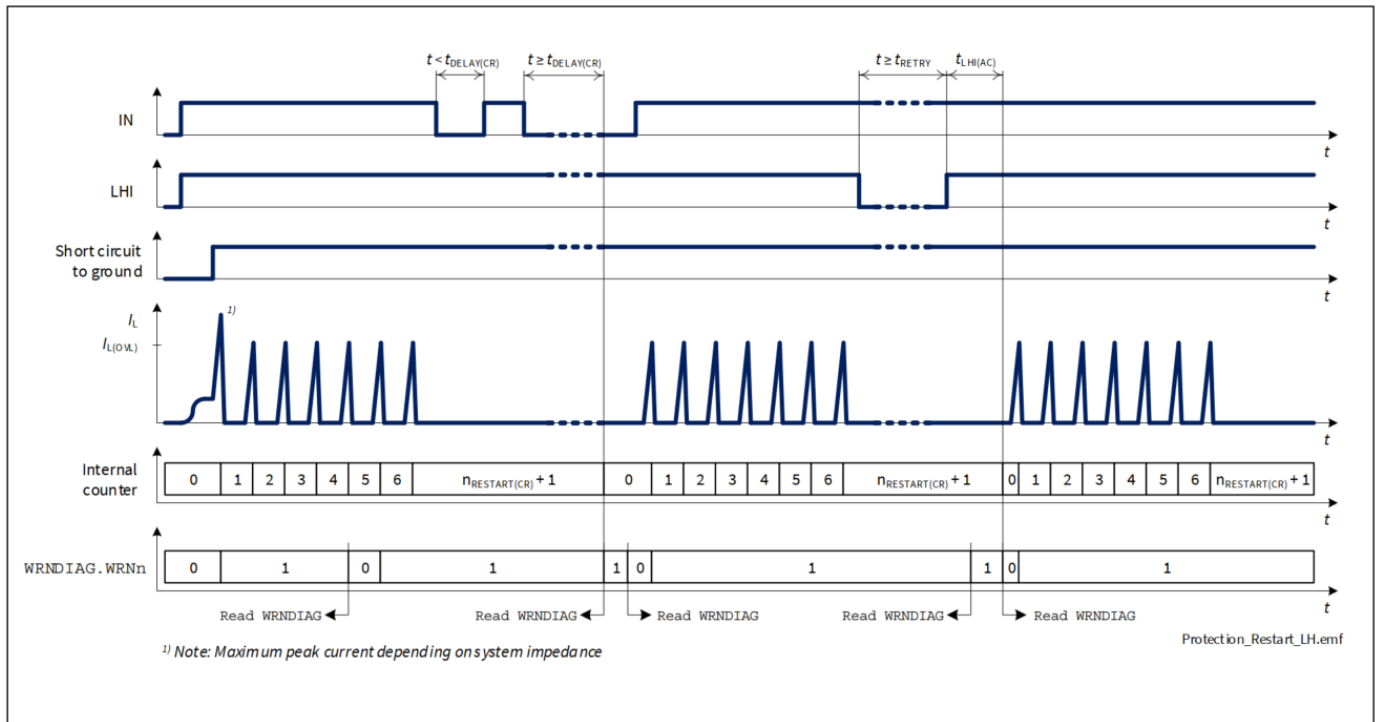 t < tDELAY(CR) t ≥ tDELAY(CR) t ≥ tRETRY tLHI(AC)
IN
t
LHI
t
Short circuit
to ground
t
IL
1)
IL(OVL)
t
Internal
counter
0 1 2 3 4 5 6 nRESTART(CR) + 1 0 1 2 3 4 5 6 nRESTART(CR) + 1 0 1 2 3 4 5 6 nRESTART(CR) + 1
t
WRNDIAG.WRNn
0 1 0 1 1 0 1 1 0 1
t
Read WRNDIAG Read WRNDIAG Read WRNDIAG Read WRNDIAG Read WRNDIAG
Protection_Restart_LH.emf
1) Note: Maximum peak current depending on system impedance